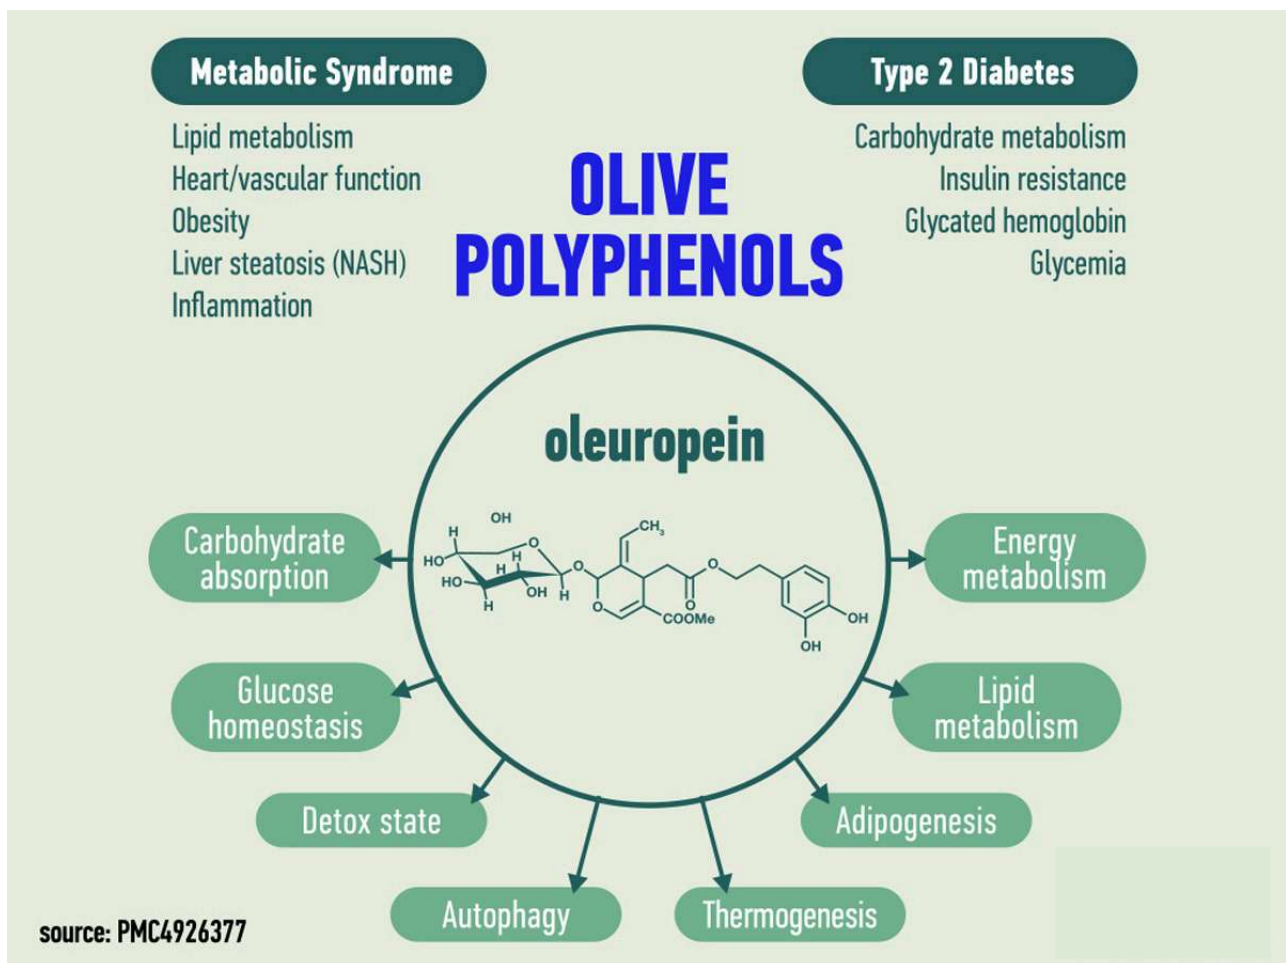 Metabolic Syndrome
Lipid metabolism
Heart/vascular function
Obesity
Liver steatosis (NASH)
Inflammation
Type 2 Diabetes
Carbohydrate metabolism
Insulin resistance
Glycated hemoglobin
Glycemia
OLIVE
POLYPHENOLS
oleuropein
OH
H
HO
O
H
H
HO
OH
H
H
O
CH₃
O
COOMe
O
O
OH
OH
Carbohydrate
absorption
Glucose
homeostasis
Detox state
Autophagy
Thermogenesis
Adipogenesis
Lipid
metabolism
Energy
metabolism
source: PMC4926377